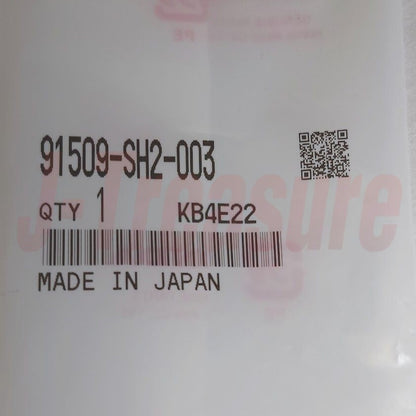 91509-SH2-003
QTY 1 KB4E22
J-Treasure
MADE IN JAPAN